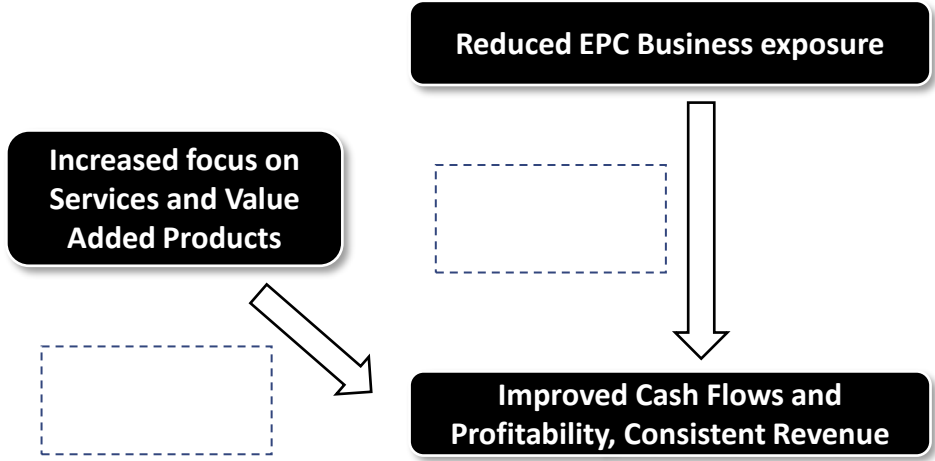 Reduced EPC Business exposure
Increased focus on
Services and Value
Added Products
Improved Cash Flows and
Profitability, Consistent Revenue